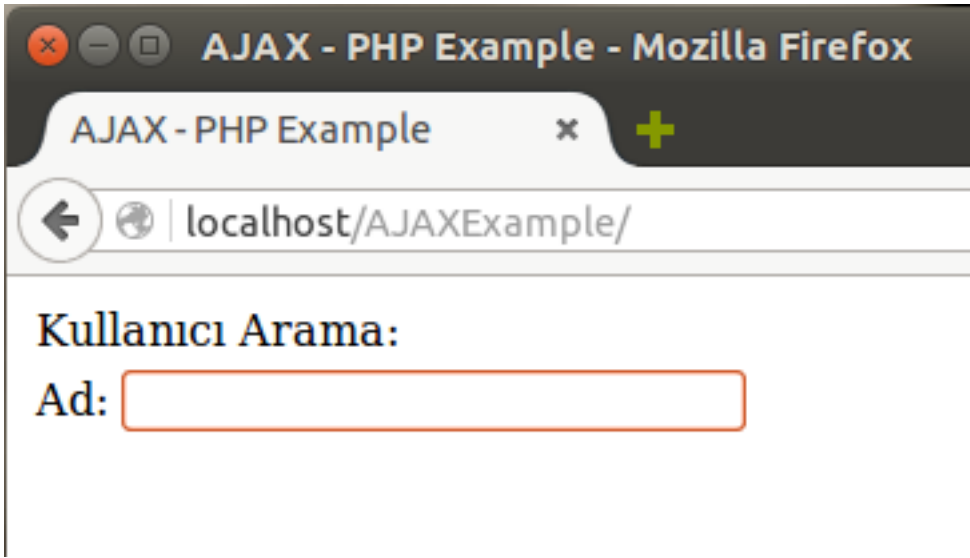 AJAX - PHP Example - Mozilla Firefox
AJAX - PHP Example
localhost/AJAXExample/
Kullanıcı Arama:
Ad: